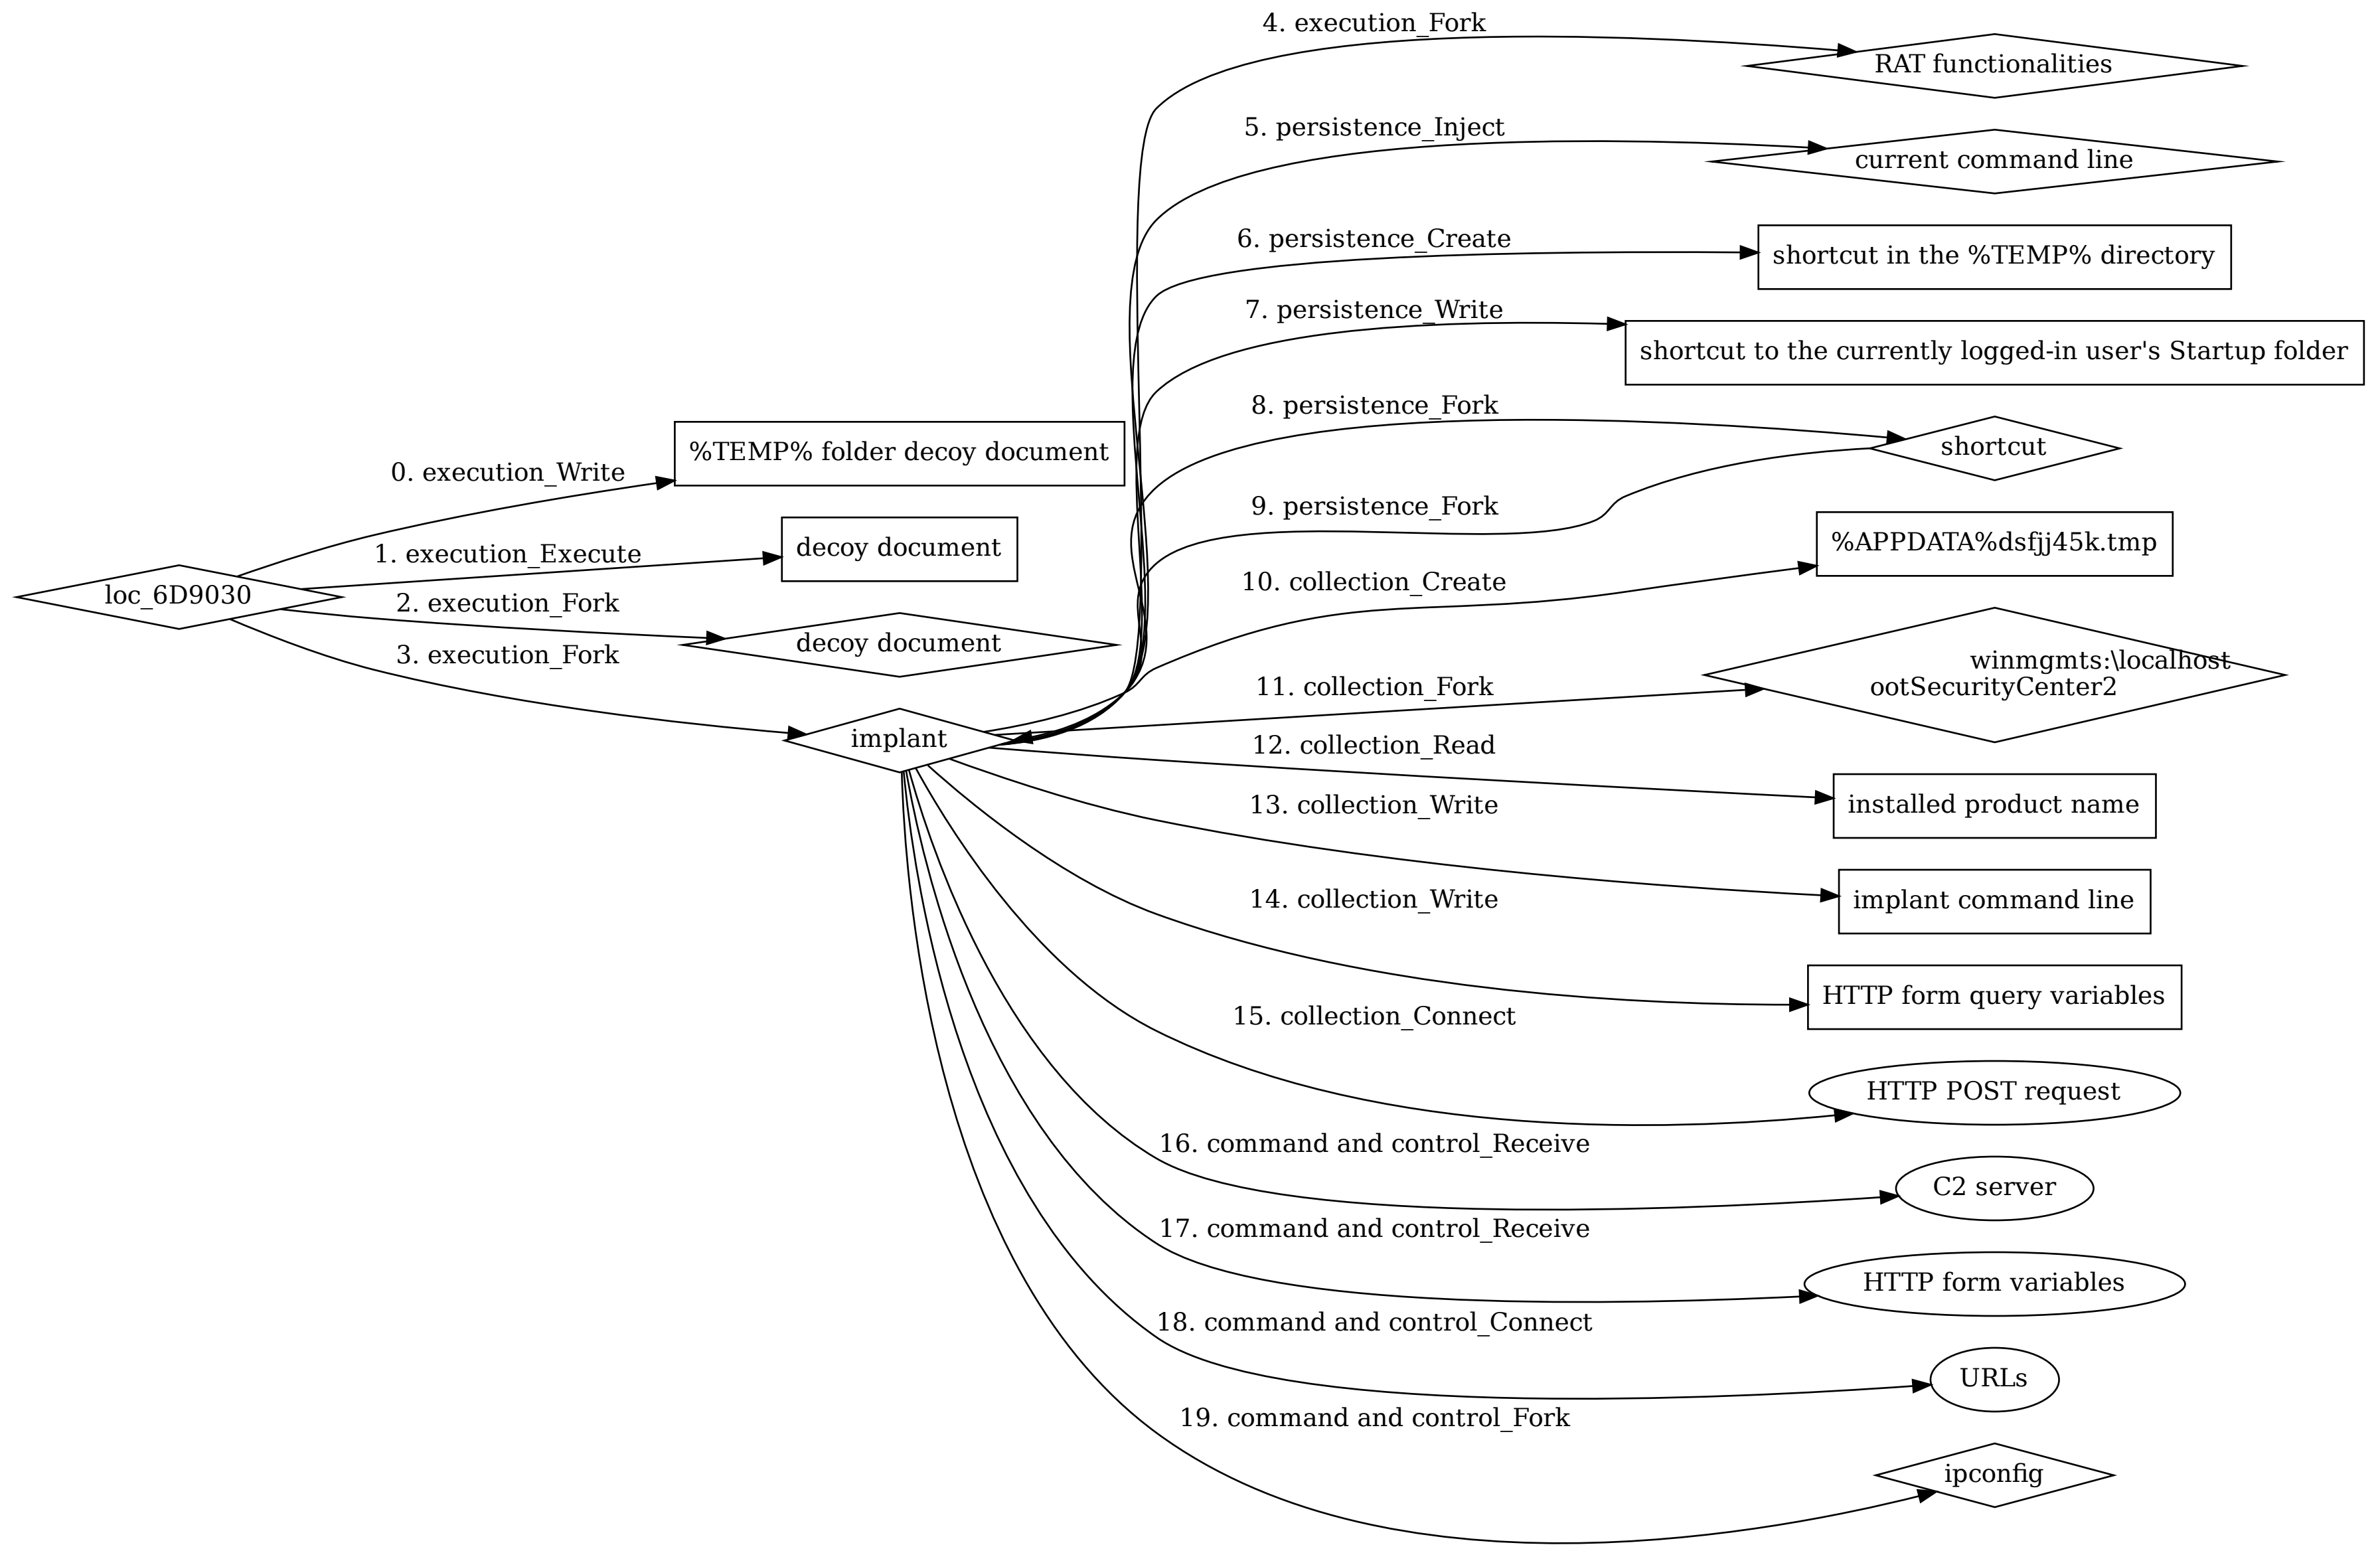 4. execution_Fork
RAT functionalities
5. persistence_Inject
current command line
6. persistence_Create
shortcut in the %TEMP% directory
7. persistence_Write
shortcut to the currently logged-in user's Startup folder
8. persistence_Fork
shortcut
0. execution_Write
%TEMP% folder decoy document
9. persistence_Fork
1. execution_Execute
decoy document
10. collection_Create
%APPDATA%dsfjj45k.tmp
loc_6D9030
2. execution_Fork
decoy document
3. execution_Fork
winmgmts:\localhost
ootSecurityCenter2
11. collection_Fork
implant
12. collection_Read
installed product name
13. collection_Write
implant command line
14. collection_Write
HTTP form query variables
15. collection_Connect
HTTP POST request
16. command and control_Receive
C2 server
17. command and control_Receive
HTTP form variables
18. command and control_Connect
URLs
19. command and control_Fork
ipconfig